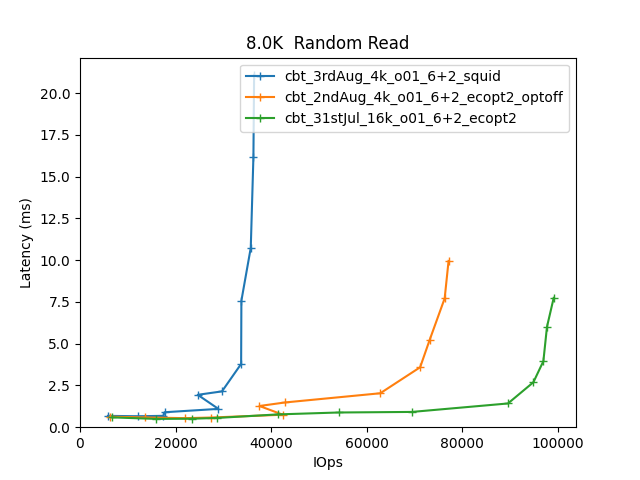 8.0K  Random Read
cbt_3rdAug_4k_o01_6+2_squid
cbt_2ndAug_4k_o01_6+2_ecopt2_optoff
cbt_31stJul_16k_o01_6+2_ecopt2
Latency (ms)
20.0
17.5
15.0
12.5
10.0
7.5
5.0
2.5
0.0
0 20000 40000 60000 80000 100000
IOps